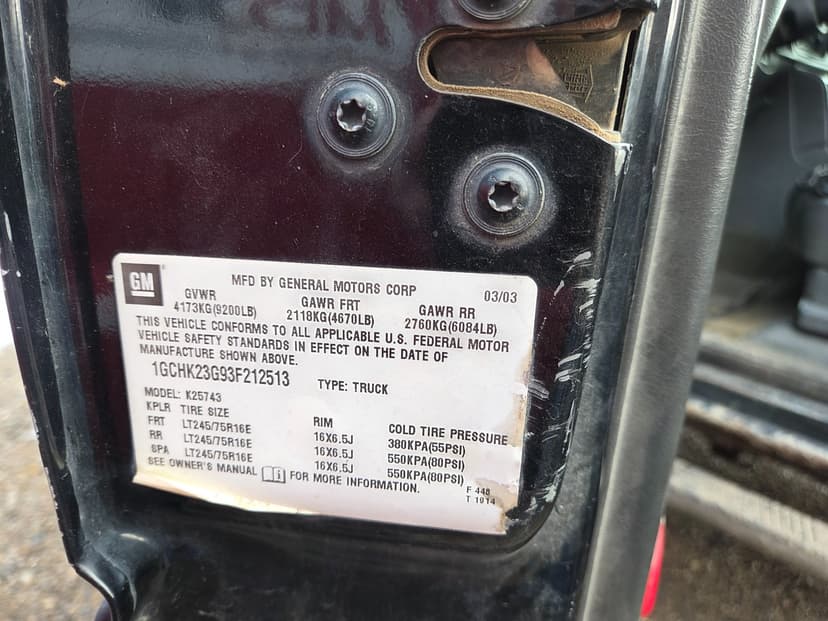 GM
MFD BY GENERAL MOTORS CORP 03/03
GVWR GAWR FRT GAWR RR
4173KG(9200LB) 2118KG(4670LB) 2760KG(6084LB)
THIS VEHICLE CONFORMS TO ALL APPLICABLE U.S. FEDERAL MOTOR
VEHICLE SAFETY STANDARDS IN EFFECT ON THE DATE OF
MANUFACTURE SHOWN ABOVE.
1GCHK23G93F212513 TYPE: TRUCK
MODEL: K25743
KPLR TIRE SIZE RIM COLD TIRE PRESSURE
FRT LT245/75R16E 16X6.5J 380KPA(55PSI)
RR LT245/75R16E 16X6.5J 550KPA(80PSI)
SPA LT245/75R16E 16X6.5J 550KPA(80PSI)
SEE OWNER'S MANUAL i FOR MORE INFORMATION.
F 448
T 1014